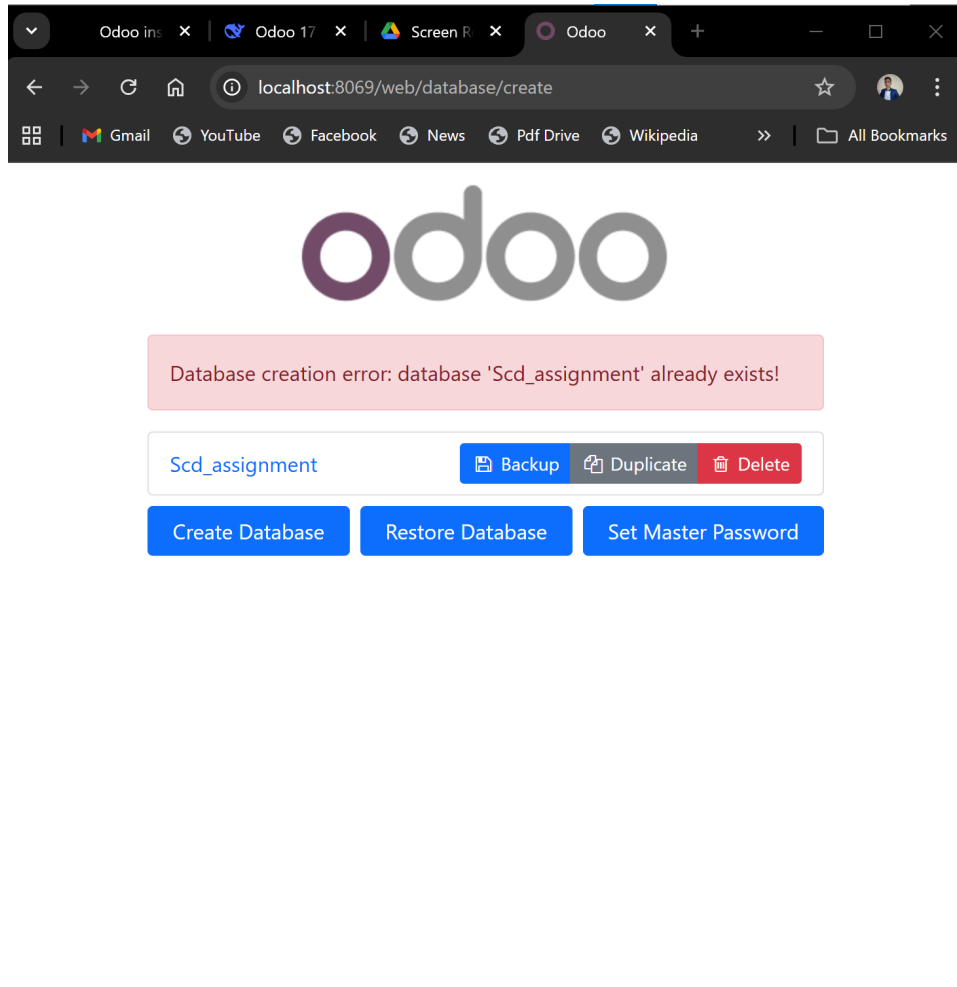 Odoo ins Odoo 17 Screen Re Odoo
localhost:8069/web/database/create
Gmail YouTube Facebook News Pdf Drive Wikipedia » All Bookmarks
odoo
Database creation error: database 'Scd_assignment' already exists!
Scd_assignment Backup Duplicate Delete
Create Database Restore Database Set Master Password